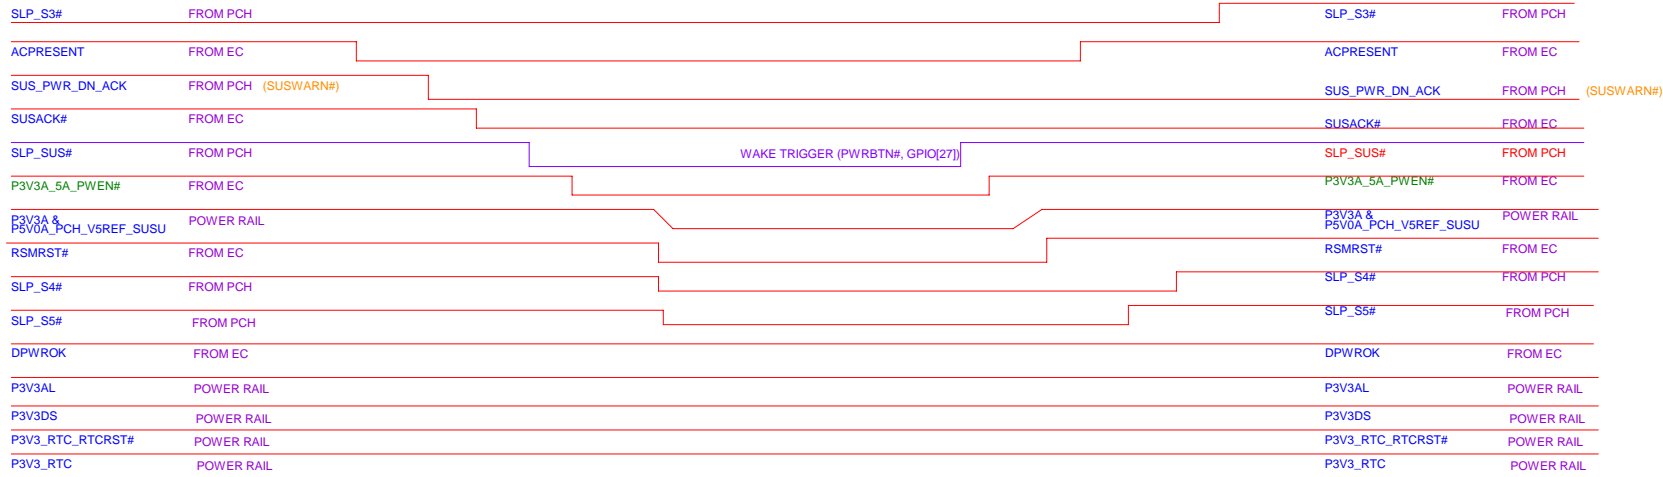 SLP_S3# FROM PCH SLP_S3# FROM PCH
ACPRESENT FROM EC ACPRESENT FROM EC
SUS_PWR_DN_ACK FROM PCH (SUSWARN#) SUS_PWR_DN_ACK FROM PCH (SUSWARN#)
SUSACK# FROM EC SUSACK# FROM EC
SLP_SUS# FROM PCH WAKE TRIGGER (PWRBTN#, GPIO[27]) SLP_SUS# FROM PCH
P3V3A_5A_PWEN# FROM EC P3V3A_5A_PWEN# FROM EC
P3V3A & POWER RAIL P3V3A & POWER RAIL
P5V0A_PCH_V5REF_SUSU P5V0A_PCH_V5REF_SUSU
RSMRST# FROM EC RSMRST# FROM EC
SLP_S4# FROM PCH SLP_S4# FROM PCH
SLP_S5# FROM PCH SLP_S5# FROM PCH
DPWROK FROM EC DPWROK FROM EC
P3V3AL POWER RAIL P3V3AL POWER RAIL
P3V3DS POWER RAIL P3V3DS POWER RAIL
P3V3_RTC_RTCRST# POWER RAIL P3V3_RTC_RTCRST# POWER RAIL
P3V3_RTC POWER RAIL P3V3_RTC POWER RAIL